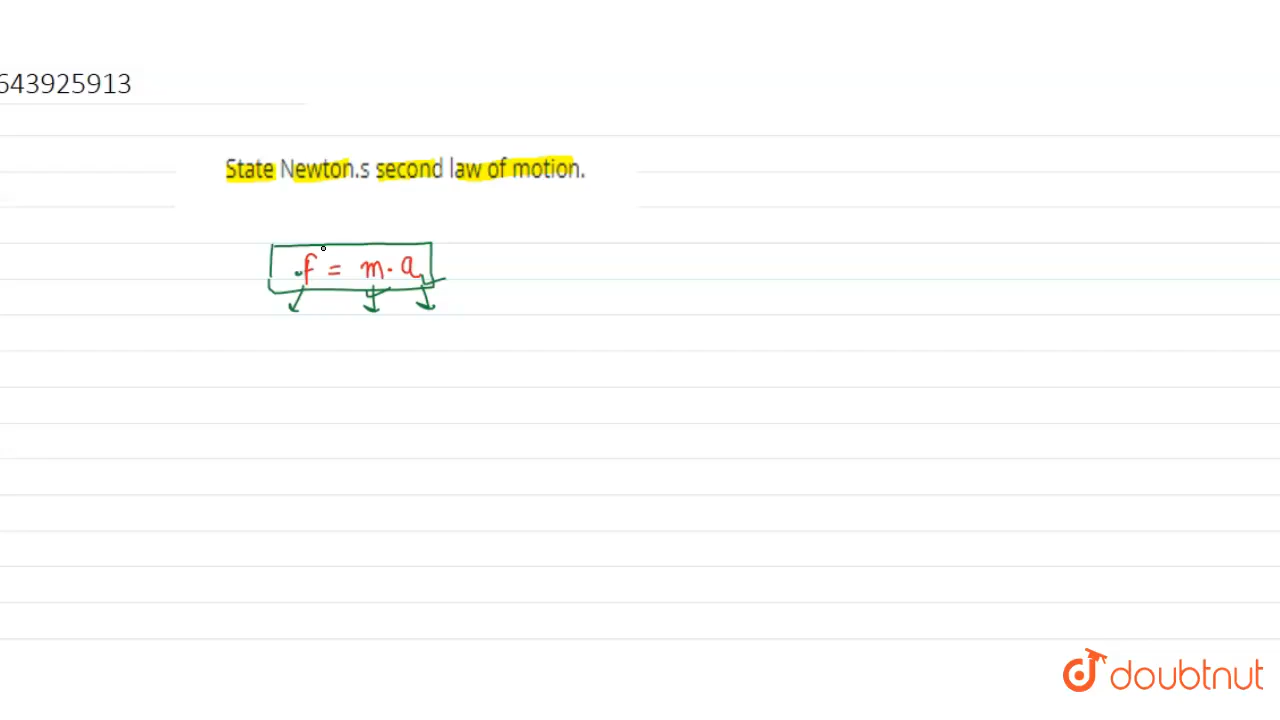 643925913
State Newton.s second law of motion.
f = m.a
doubtnut